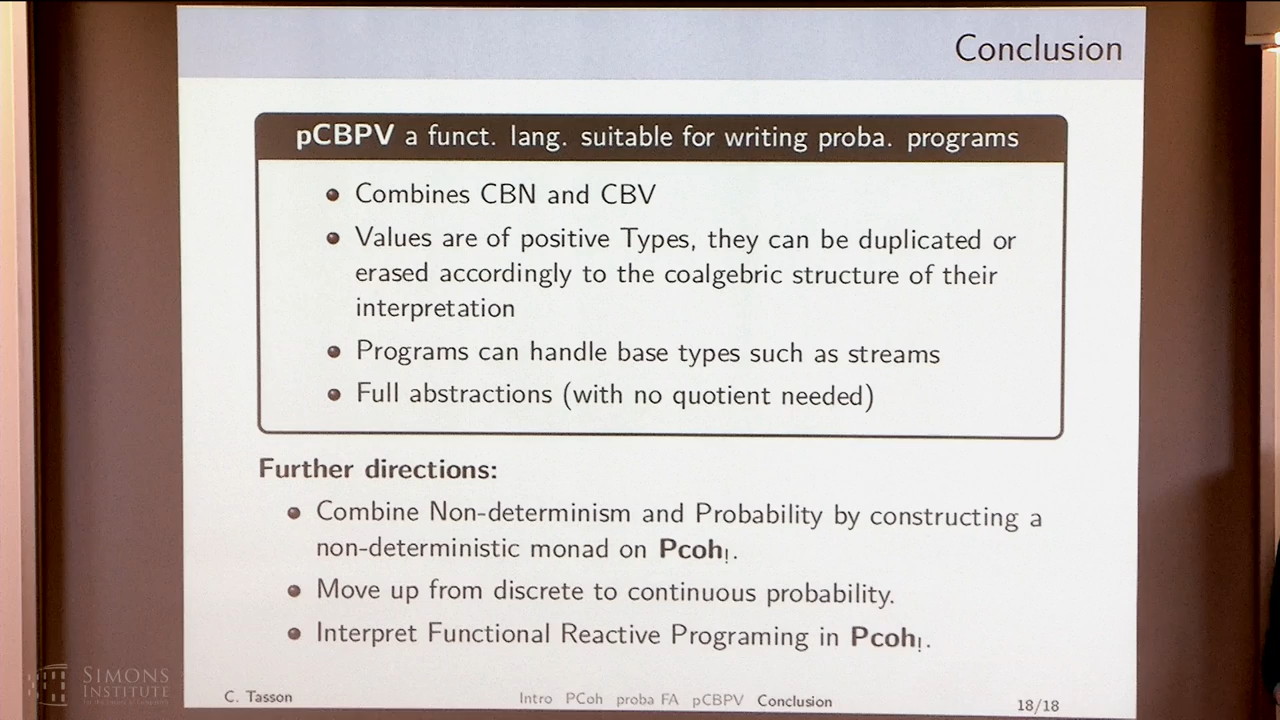 Conclusion
pCBPV a funct. lang. suitable for writing proba. programs
Combines CBN and CBV
Values are of positive Types, they can be duplicated or
erased accordingly to the coalgebric structure of their
interpretation
Programs can handle base types such as streams
Full abstractions (with no quotient needed)
Further directions:
Combine Non-determinism and Probability by constructing a
non-deterministic monad on Pcoh!.
Move up from discrete to continuous probability.
Interpret Functional Reactive Programing in Pcoh!.
C. Tasson
Intro PCoh proba FA pCBPV Conclusion
18/18
SIMONS
INSTITUTE